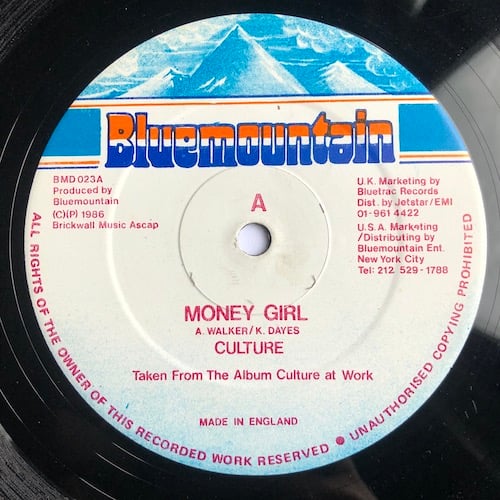 Bluemountain
BMD 023A
Produced by
Bluemountain
(C)(P) 1986
Brickwall Music Ascap
A
U.K. Marketing by
Bluetrac Records
Dist. by Jetstar/EMI
01-961 4422
U.S.A. Marketing
/Distributing by
Bluemountain Ent.
New York City
Tel: 212 529-1788
MONEY GIRL
A. WALKER/K. DAYES
CULTURE
Taken From The Album Culture at Work
MADE IN ENGLAND
ALL RIGHTS OF THE OWNER OF THIS RECORDED WORK RESERVED ● UNAUTHORISED COPYING PROHIBITED